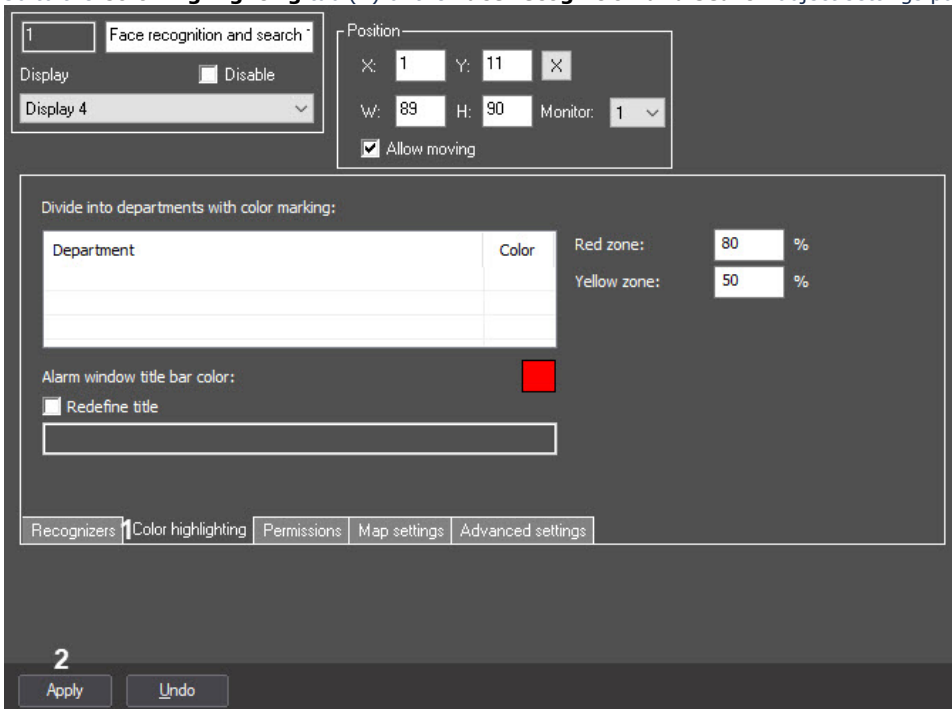 1 Face recognition and search
Display Disable
Display 4
Position
X: 1 Y: 11 X
W: 89 H: 90 Monitor: 1
Allow moving
Divide into departments with color marking:
Department Color
Red zone: 80 %
Yellow zone: 50 %
Alarm window title bar color:
Redefine title
Recognizers 1 Color highlighting Permissions Map settings Advanced settings
2
Apply Undo